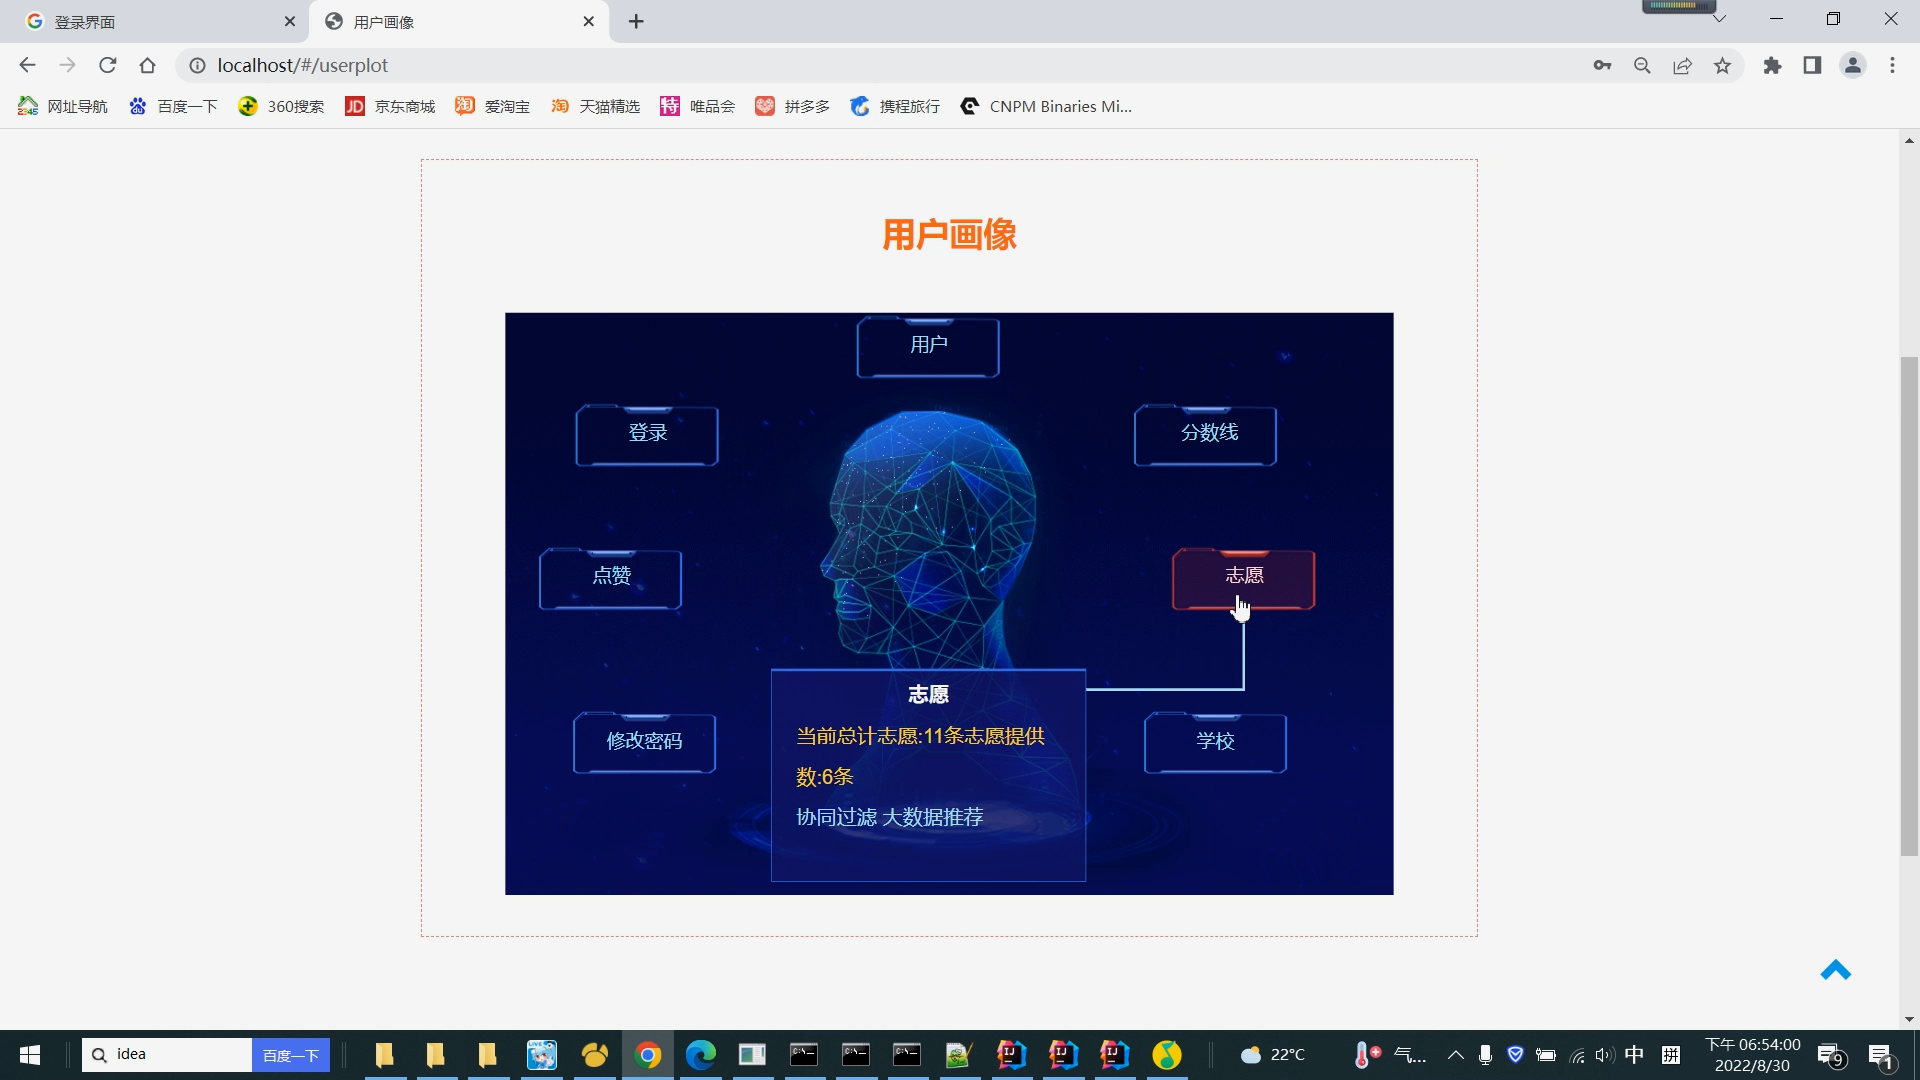 登录界面
用户画像
localhost/#/userplot
网址导航
百度一下
360搜索
JD
京东商城
淘
爱淘宝
淘
天猫精选
特
唯品会
拼多多
携程旅行
CNPM Binaries Mi...
用户画像
用户
登录
分数线
点赞
志愿
志愿
当前总计志愿:11条志愿提供
数:6条
协同过滤 大数据推荐
修改密码
学校
idea
百度一下
22°C
气...
中
拼
下午 06:54:00
2022/8/30
9
1